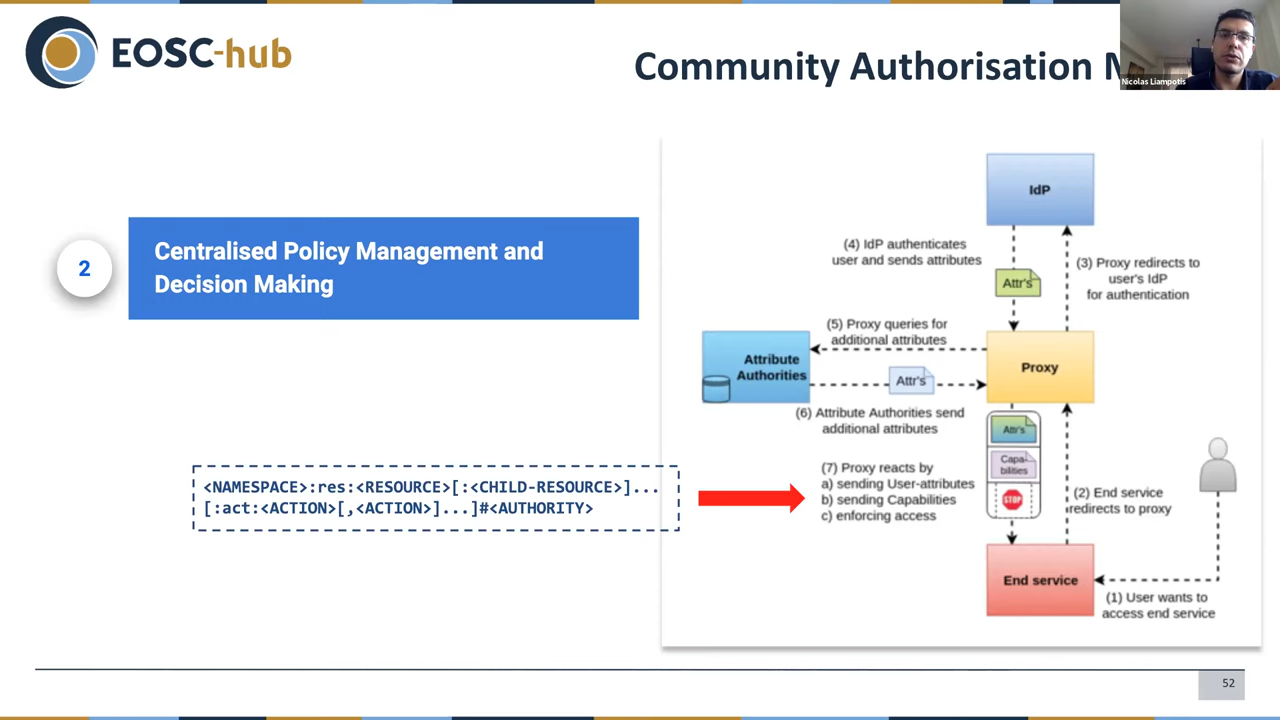 EOSC-hub
Community Authorisation
Nicolas Liampotis
2
Centralised Policy Management and
Decision Making
<NAMESPACE>:res:<RESOURCE>[:<CHILD-RESOURCE>]...
[:act:<ACTION>[,<ACTION>]...]#<AUTHORITY>
IdP
(4) IdP authenticates
user and sends attributes
Attr's
(3) Proxy redirects to
user's IdP
for authentication
(5) Proxy queries for
additional attributes
Attribute
Authorities
Attr's
Proxy
(6) Attribute Authorities send
additional attributes
Attr's
Capa-
bilities
STOP
(7) Proxy reacts by
a) sending User-attributes
b) sending Capabilities
c) enforcing access
(2) End service
redirects to proxy
End service
(1) User wants to
access end service
52